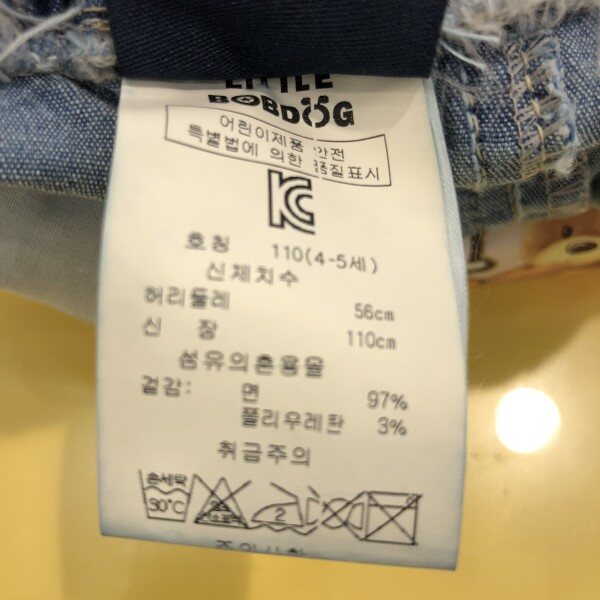 LITTLE
BOBDOG
어린이제품 안전
특별법에 의한 품질표시
KC
호칭 110(4-5세)
신체치수
허리둘레 56cm
신 장 110cm
섬유의혼용율
겉감: 면 97%
폴리우레탄 3%
취급주의
손세탁
30℃ 2